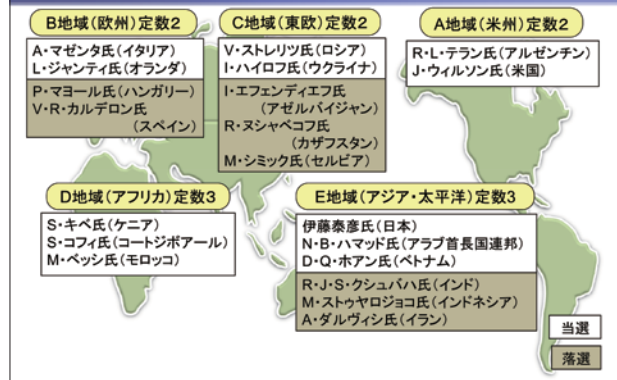 B地域(欧州)定数2
A・マゼンタ氏(イタリア)
L・ジャンティ氏(オランダ)
P・マヨール氏(ハンガリー)
V・R・カルデロン氏
(スペイン)
C地域(東欧)定数2
V・ストレリツ氏(ロシア)
I・ハイロフ氏(ウクライナ)
I・エフェンディエフ氏
(アゼルバイジャン)
R・ヌシャベコフ氏
(カザフスタン)
M・シミック氏(セルビア)
A地域(米州)定数2
R・L・テラン氏(アルゼンチン)
J・ウィルソン氏(米国)
D地域(アフリカ)定数3
S・キベ氏(ケニア)
S・コフィ氏(コートジボアール)
M・ベッシ氏(モロッコ)
E地域(アジア・太平洋)定数3
伊藤泰彦氏(日本)
N・B・ハマッド氏(アラブ首長国連邦)
D・Q・ホアン氏(ベトナム)
R・J・S・クシュバハ氏(インド)
M・ストゥヤロジョコ氏(インドネシア)
A・ダルヴィシ氏(イラン)
当選
落選